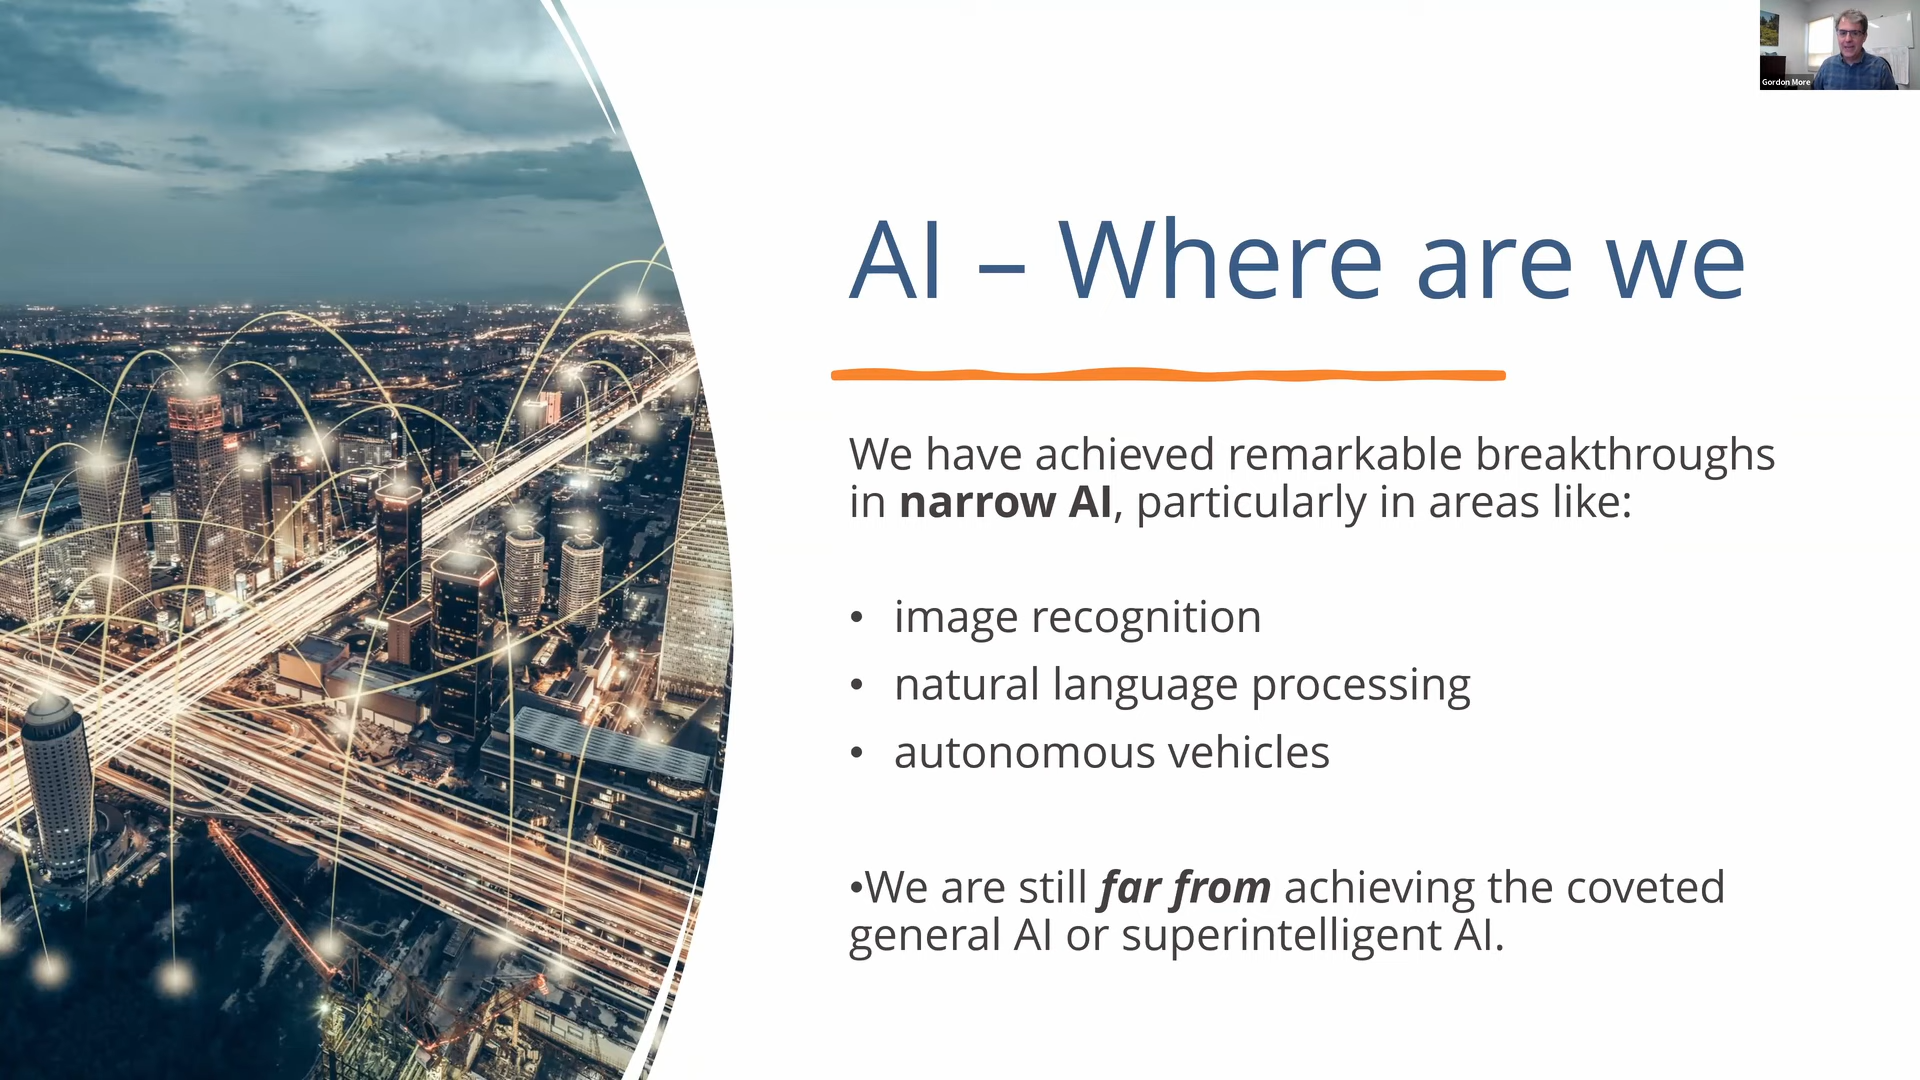 Gordon More
AI – Where are we
We have achieved remarkable breakthroughs
in narrow AI, particularly in areas like:
• image recognition
• natural language processing
• autonomous vehicles
•We are still far from achieving the coveted
general AI or superintelligent AI.